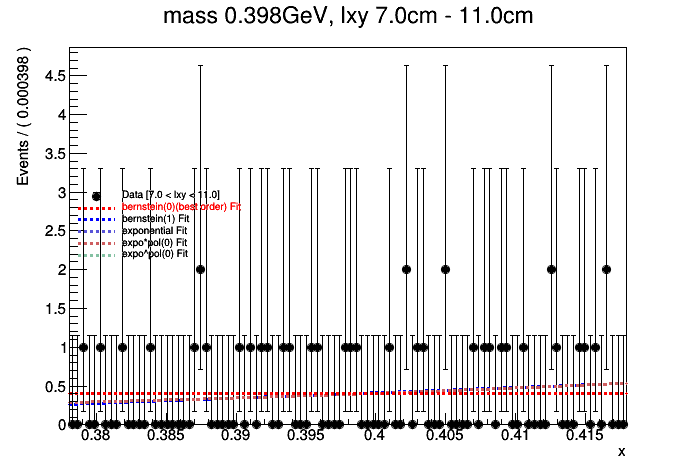 mass 0.398GeV, lxy 7.0cm - 11.0cm
Events / ( 0.000398 )
4.5
4
3.5
3
2.5
2
1.5
1
0.5
0
Data [7.0 < lxy < 11.0]
bernstein(0)(best order) Fit
bernstein(1) Fit
exponential Fit
expo*pol(0) Fit
expo^pol(0) Fit
0.38 0.385 0.39 0.395 0.4 0.405 0.41 0.415
x